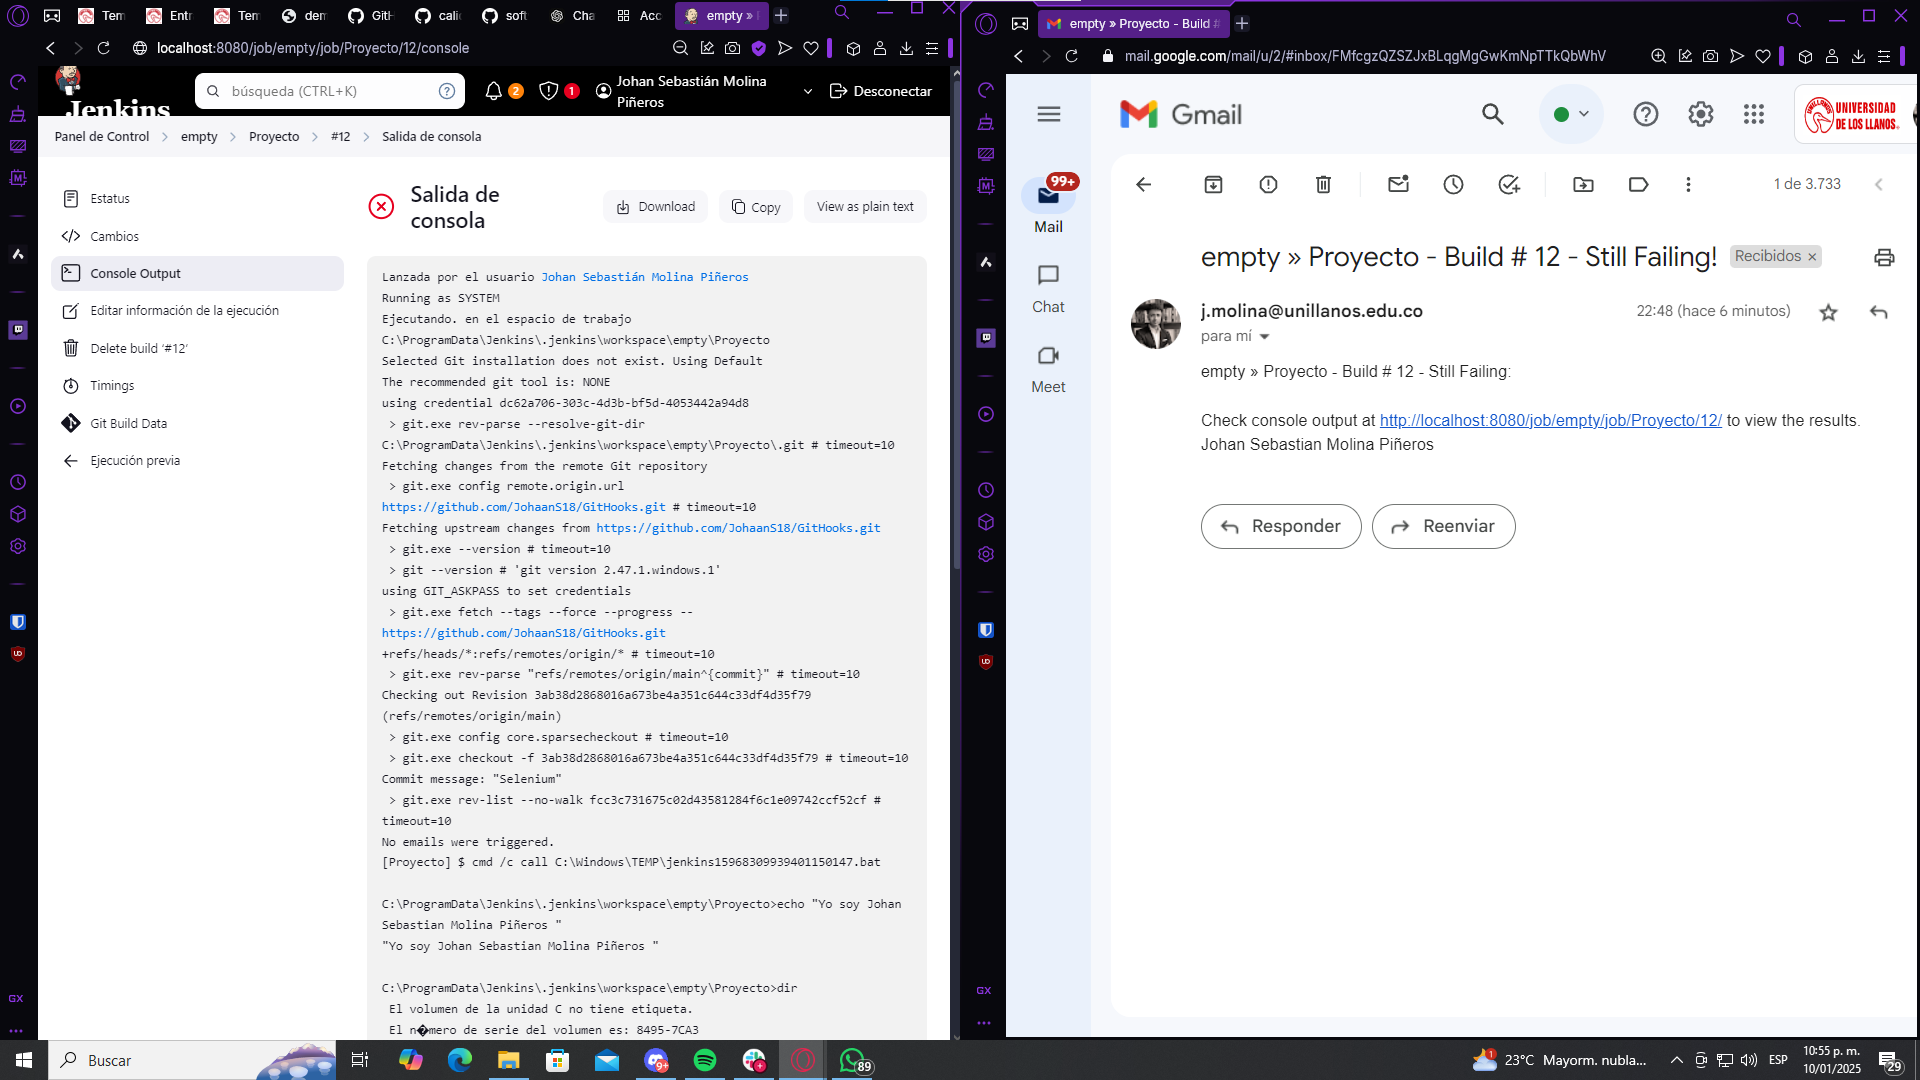 Ten
Entr
Ten
den
GitH
calid
soft
Cha
Acc
empty »
localhost:8080/job/empty/job/Proyecto/12/console
Jenkins
búsqueda (CTRL+K)
2
1
Johan Sebastián Molina
Piñeros
Desconectar
Panel de Control
empty
Proyecto
#12
Salida de consola
Estatus
Cambios
Console Output
Editar información de la ejecución
Delete build ‘#12’
Timings
Git Build Data
Ejecución previa
Salida de
consola
Download
Copy
View as plain text
Lanzada por el usuario Johan Sebastián Molina Piñeros
Running as SYSTEM
Ejecutando. en el espacio de trabajo
C:\ProgramData\Jenkins\.jenkins\workspace\empty\Proyecto
Selected Git installation does not exist. Using Default
The recommended git tool is: NONE
using credential dc62a706-303c-4d3b-bf5d-4053442a94d8
> git.exe rev-parse --resolve-git-dir
C:\ProgramData\Jenkins\.jenkins\workspace\empty\Proyecto\.git # timeout=10
Fetching changes from the remote Git repository
> git.exe config remote.origin.url
https://github.com/JohaanS18/GitHooks.git # timeout=10
Fetching upstream changes from https://github.com/JohaanS18/GitHooks.git
> git.exe --version # timeout=10
> git --version # 'git version 2.47.1.windows.1'
using GIT_ASKPASS to set credentials
> git.exe fetch --tags --force --progress --
https://github.com/JohaanS18/GitHooks.git
+refs/heads/*:refs/remotes/origin/* # timeout=10
> git.exe rev-parse "refs/remotes/origin/main^{commit}" # timeout=10
Checking out Revision 3ab38d2868016a673be4a351c644c33df4d35f79
(refs/remotes/origin/main)
> git.exe config core.sparsecheckout # timeout=10
> git.exe checkout -f 3ab38d2868016a673be4a351c644c33df4d35f79 # timeout=10
Commit message: "Selenium"
> git.exe rev-list --no-walk fcc3c731675c02d43581284f6c1e09742ccf52cf #
timeout=10
No emails were triggered.
[Proyecto] $ cmd /c call C:\Windows\TEMP\jenkins15968309939401150147.bat
C:\ProgramData\Jenkins\.jenkins\workspace\empty\Proyecto>echo "Yo soy Johan
Sebastian Molina Piñeros "
"Yo soy Johan Sebastian Molina Piñeros "
C:\ProgramData\Jenkins\.jenkins\workspace\empty\Proyecto>dir
El volumen de la unidad C no tiene etiqueta.
El n�mero de serie del volumen es: 8495-7CA3
GX
empty » Proyecto - Build #
mail.google.com/mail/u/2/#inbox/FMfcgzQZSZJxBLqgMgGwKmNpTTkQbWhV
Gmail
UNIVERSIDAD
DE LOS LLANOS
99+
Mail
Chat
Meet
1 de 3.733
empty » Proyecto - Build # 12 - Still Failing!
Recibidos ×
j.molina@unillanos.edu.co
22:48 (hace 6 minutos)
para mí
empty » Proyecto - Build # 12 - Still Failing:
Check console output at http://localhost:8080/job/empty/job/Proyecto/12/ to view the results.
Johan Sebastian Molina Piñeros
Responder
Reenviar
GX
Buscar
9+
89
1
23°C Mayorm. nubla...
ESP
10:55 p. m.
10/01/2025
29